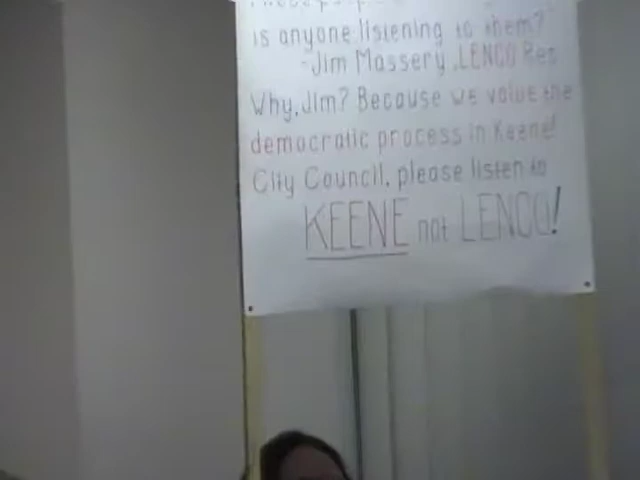 is anyone listening to them?"
-Jim Massery, LENCO Rep
Why, Jim? Because we value the
democratic process in Keene!
City Council, please listen to
KEENE not LENCO!